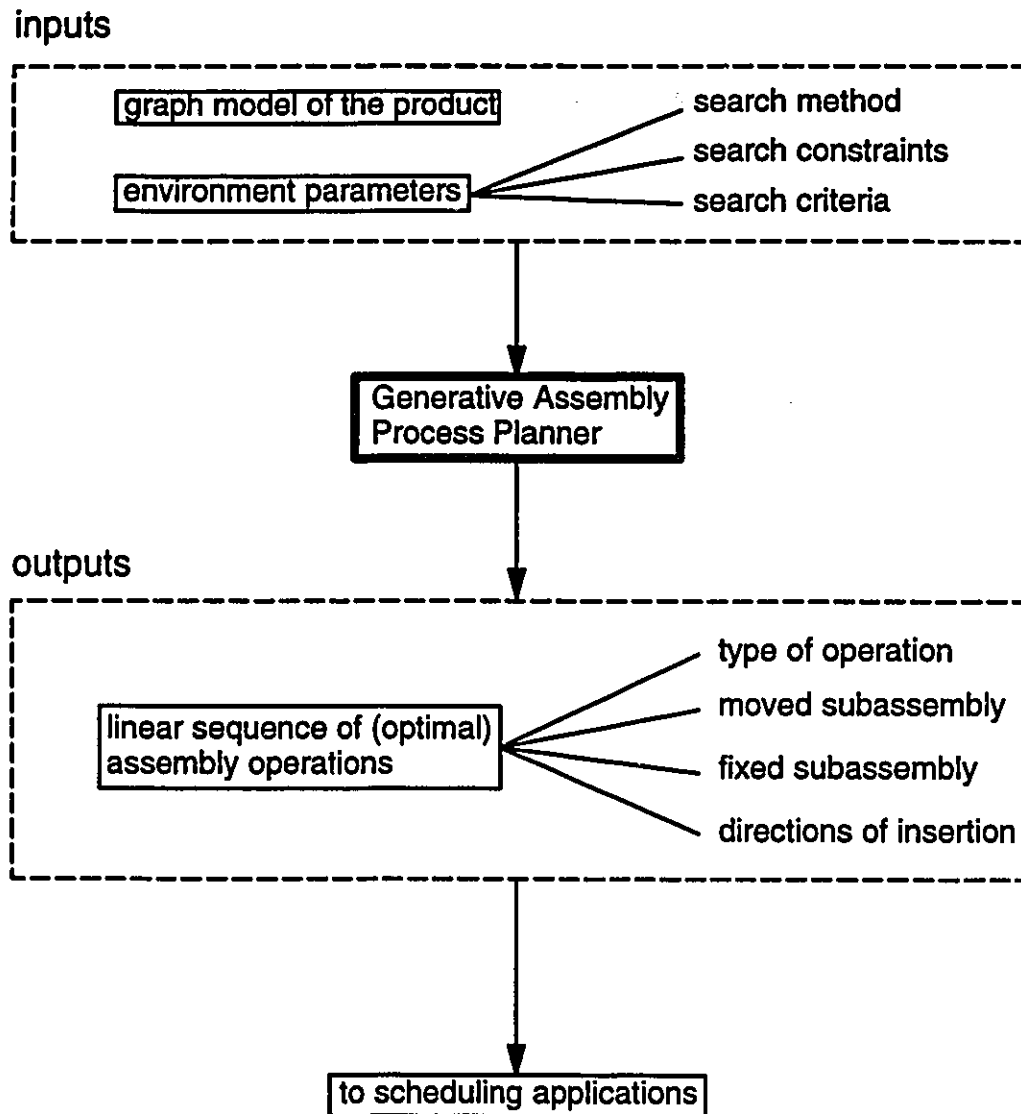 inputs
graph model of the product
search method
search constraints
environment parameters
search criteria
Generative Assembly
Process Planner
outputs
type of operation
moved subassembly
linear sequence of (optimal)
assembly operations
fixed subassembly
directions of insertion
to scheduling applications